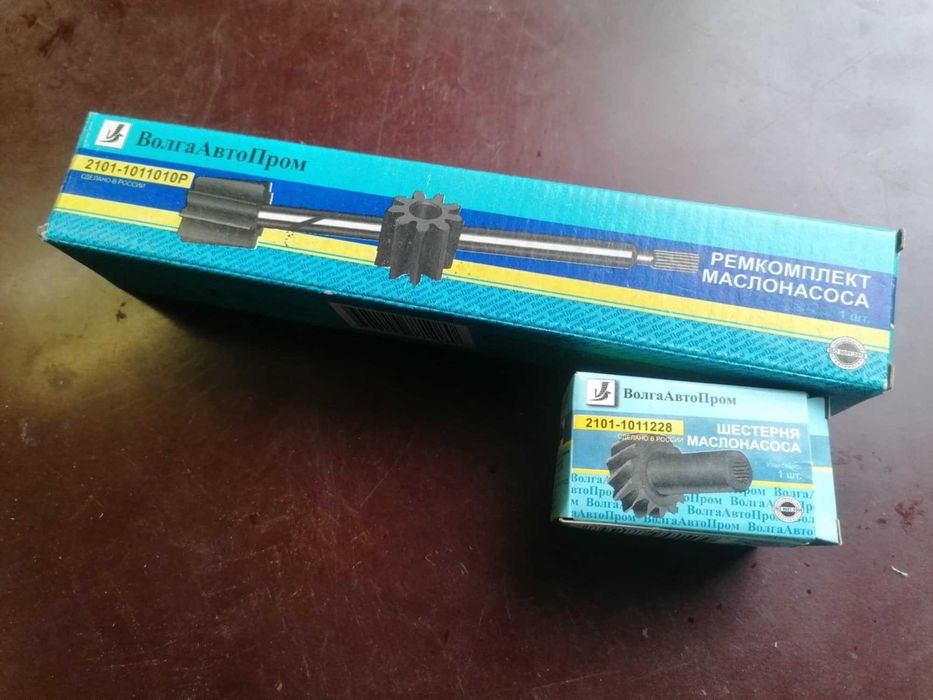 ВолгаАвтоПром
2101-1011010Р
СДЕЛАНО В РОССИИ
РЕМКОМПЛЕКТ
МАСЛОНАСОСА
1 шт.
ВолгаАвтоПром
2101-1011228
СДЕЛАНО В РОССИИ
ШЕСТЕРНЯ
МАСЛОНАСОСА
1 шт.